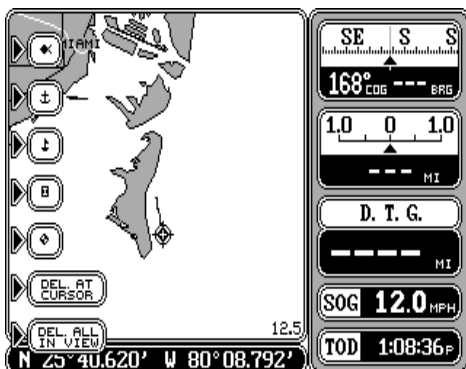 MIAMI
DEL. AT
CURSOR
DEL. ALL
IN VIEW
12.5
N 25°40.620' W 80°08.792'
SE S S
168° COG --- BRG
1.0 0 1.0
--- MI
D. T. G.
---- MI
SOG 12.0 MPH
TOD 1:08:36P